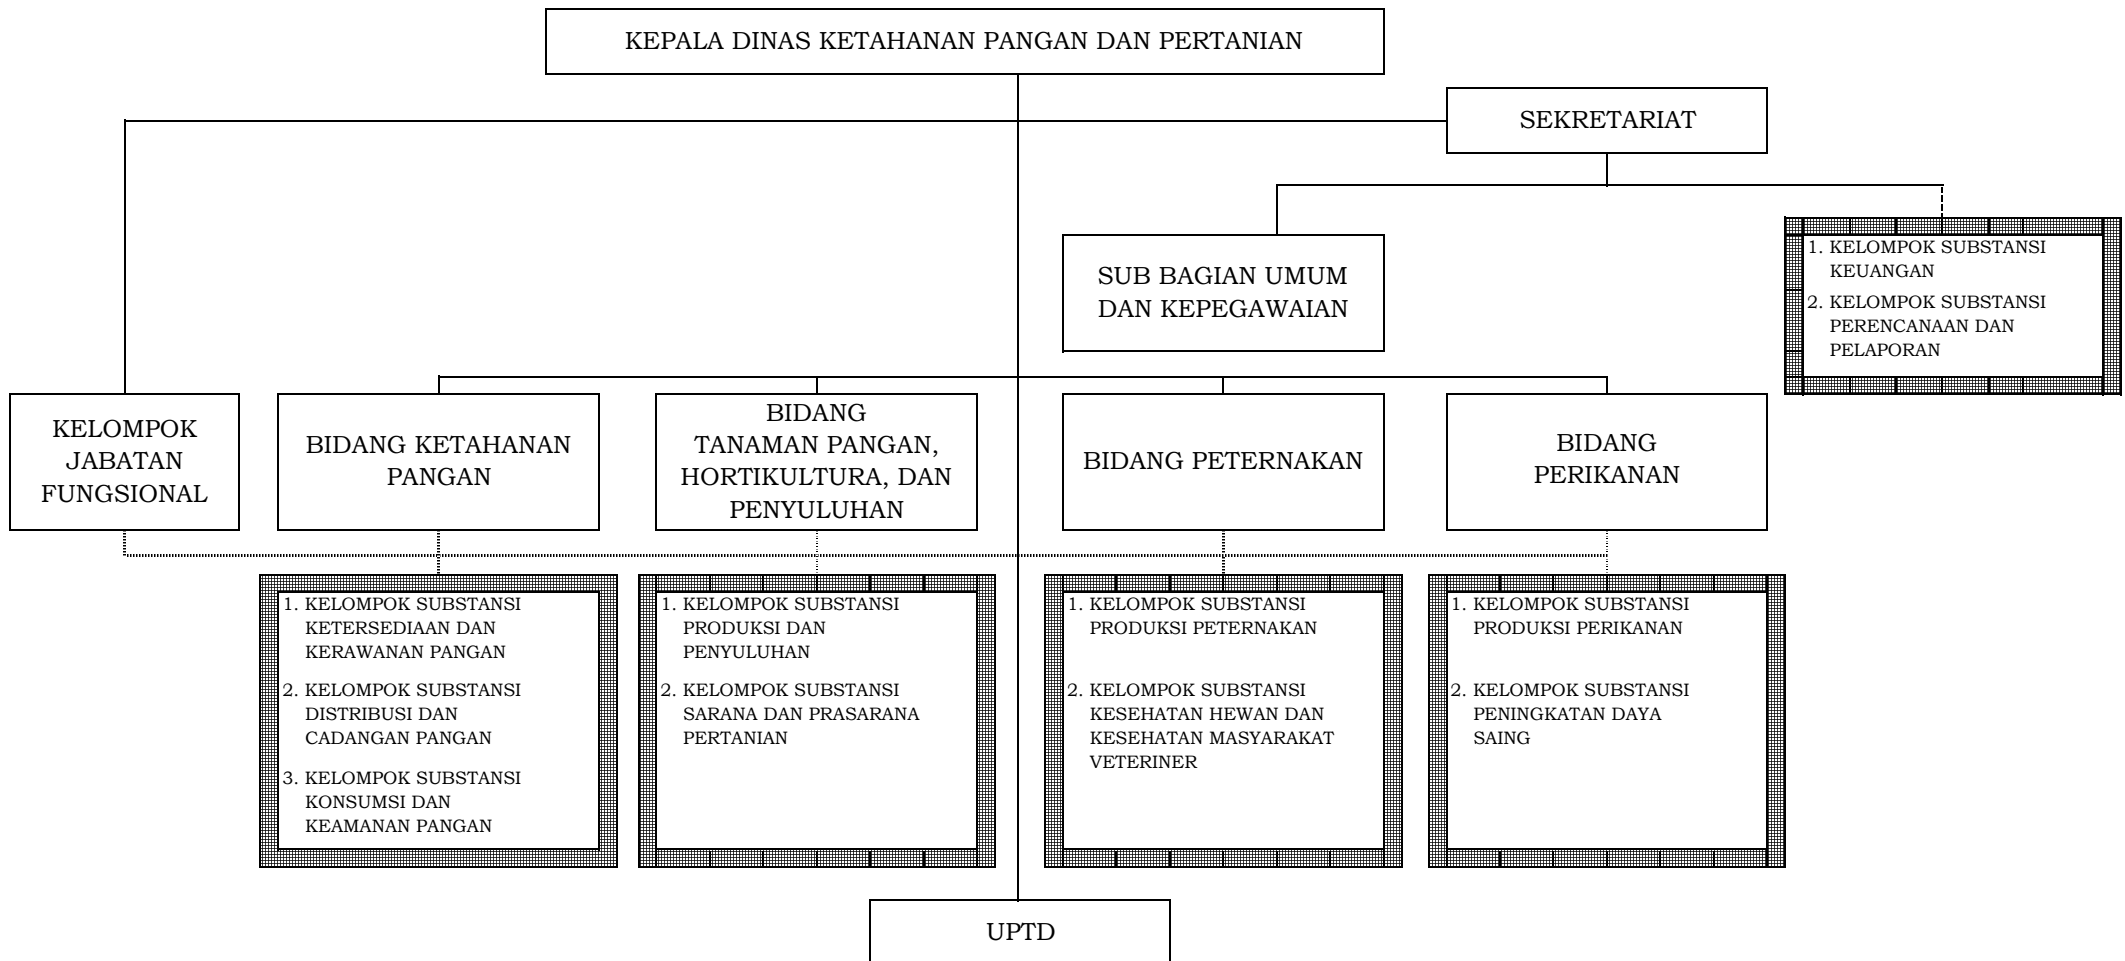 KEPALA DINAS KETAHANAN PANGAN DAN PERTANIAN
SEKRETARIAT
SUB BAGIAN UMUM
DAN KEPEGAWAIAN
1. KELOMPOK SUBSTANSI
KEUANGAN
2. KELOMPOK SUBSTANSI
PERENCANAAN DAN
PELAPORAN
KELOMPOK
JABATAN
FUNGSIONAL
BIDANG KETAHANAN
PANGAN
BIDANG
TANAMAN PANGAN,
HORTIKULTURA, DAN
PENYULUHAN
BIDANG PETERNAKAN
BIDANG
PERIKANAN
1. KELOMPOK SUBSTANSI
KETERSEDIAAN DAN
KERAWANAN PANGAN
2. KELOMPOK SUBSTANSI
DISTRIBUSI DAN
CADANGAN PANGAN
3. KELOMPOK SUBSTANSI
KONSUMSI DAN
KEAMANAN PANGAN
1. KELOMPOK SUBSTANSI
PRODUKSI DAN
PENYULUHAN
2. KELOMPOK SUBSTANSI
SARANA DAN PRASARANA
PERTANIAN
1. KELOMPOK SUBSTANSI
PRODUKSI PETERNAKAN
2. KELOMPOK SUBSTANSI
KESEHATAN HEWAN DAN
KESEHATAN MASYARAKAT
VETERINER
1. KELOMPOK SUBSTANSI
PRODUKSI PERIKANAN
2. KELOMPOK SUBSTANSI
PENINGKATAN DAYA
SAING
UPTD